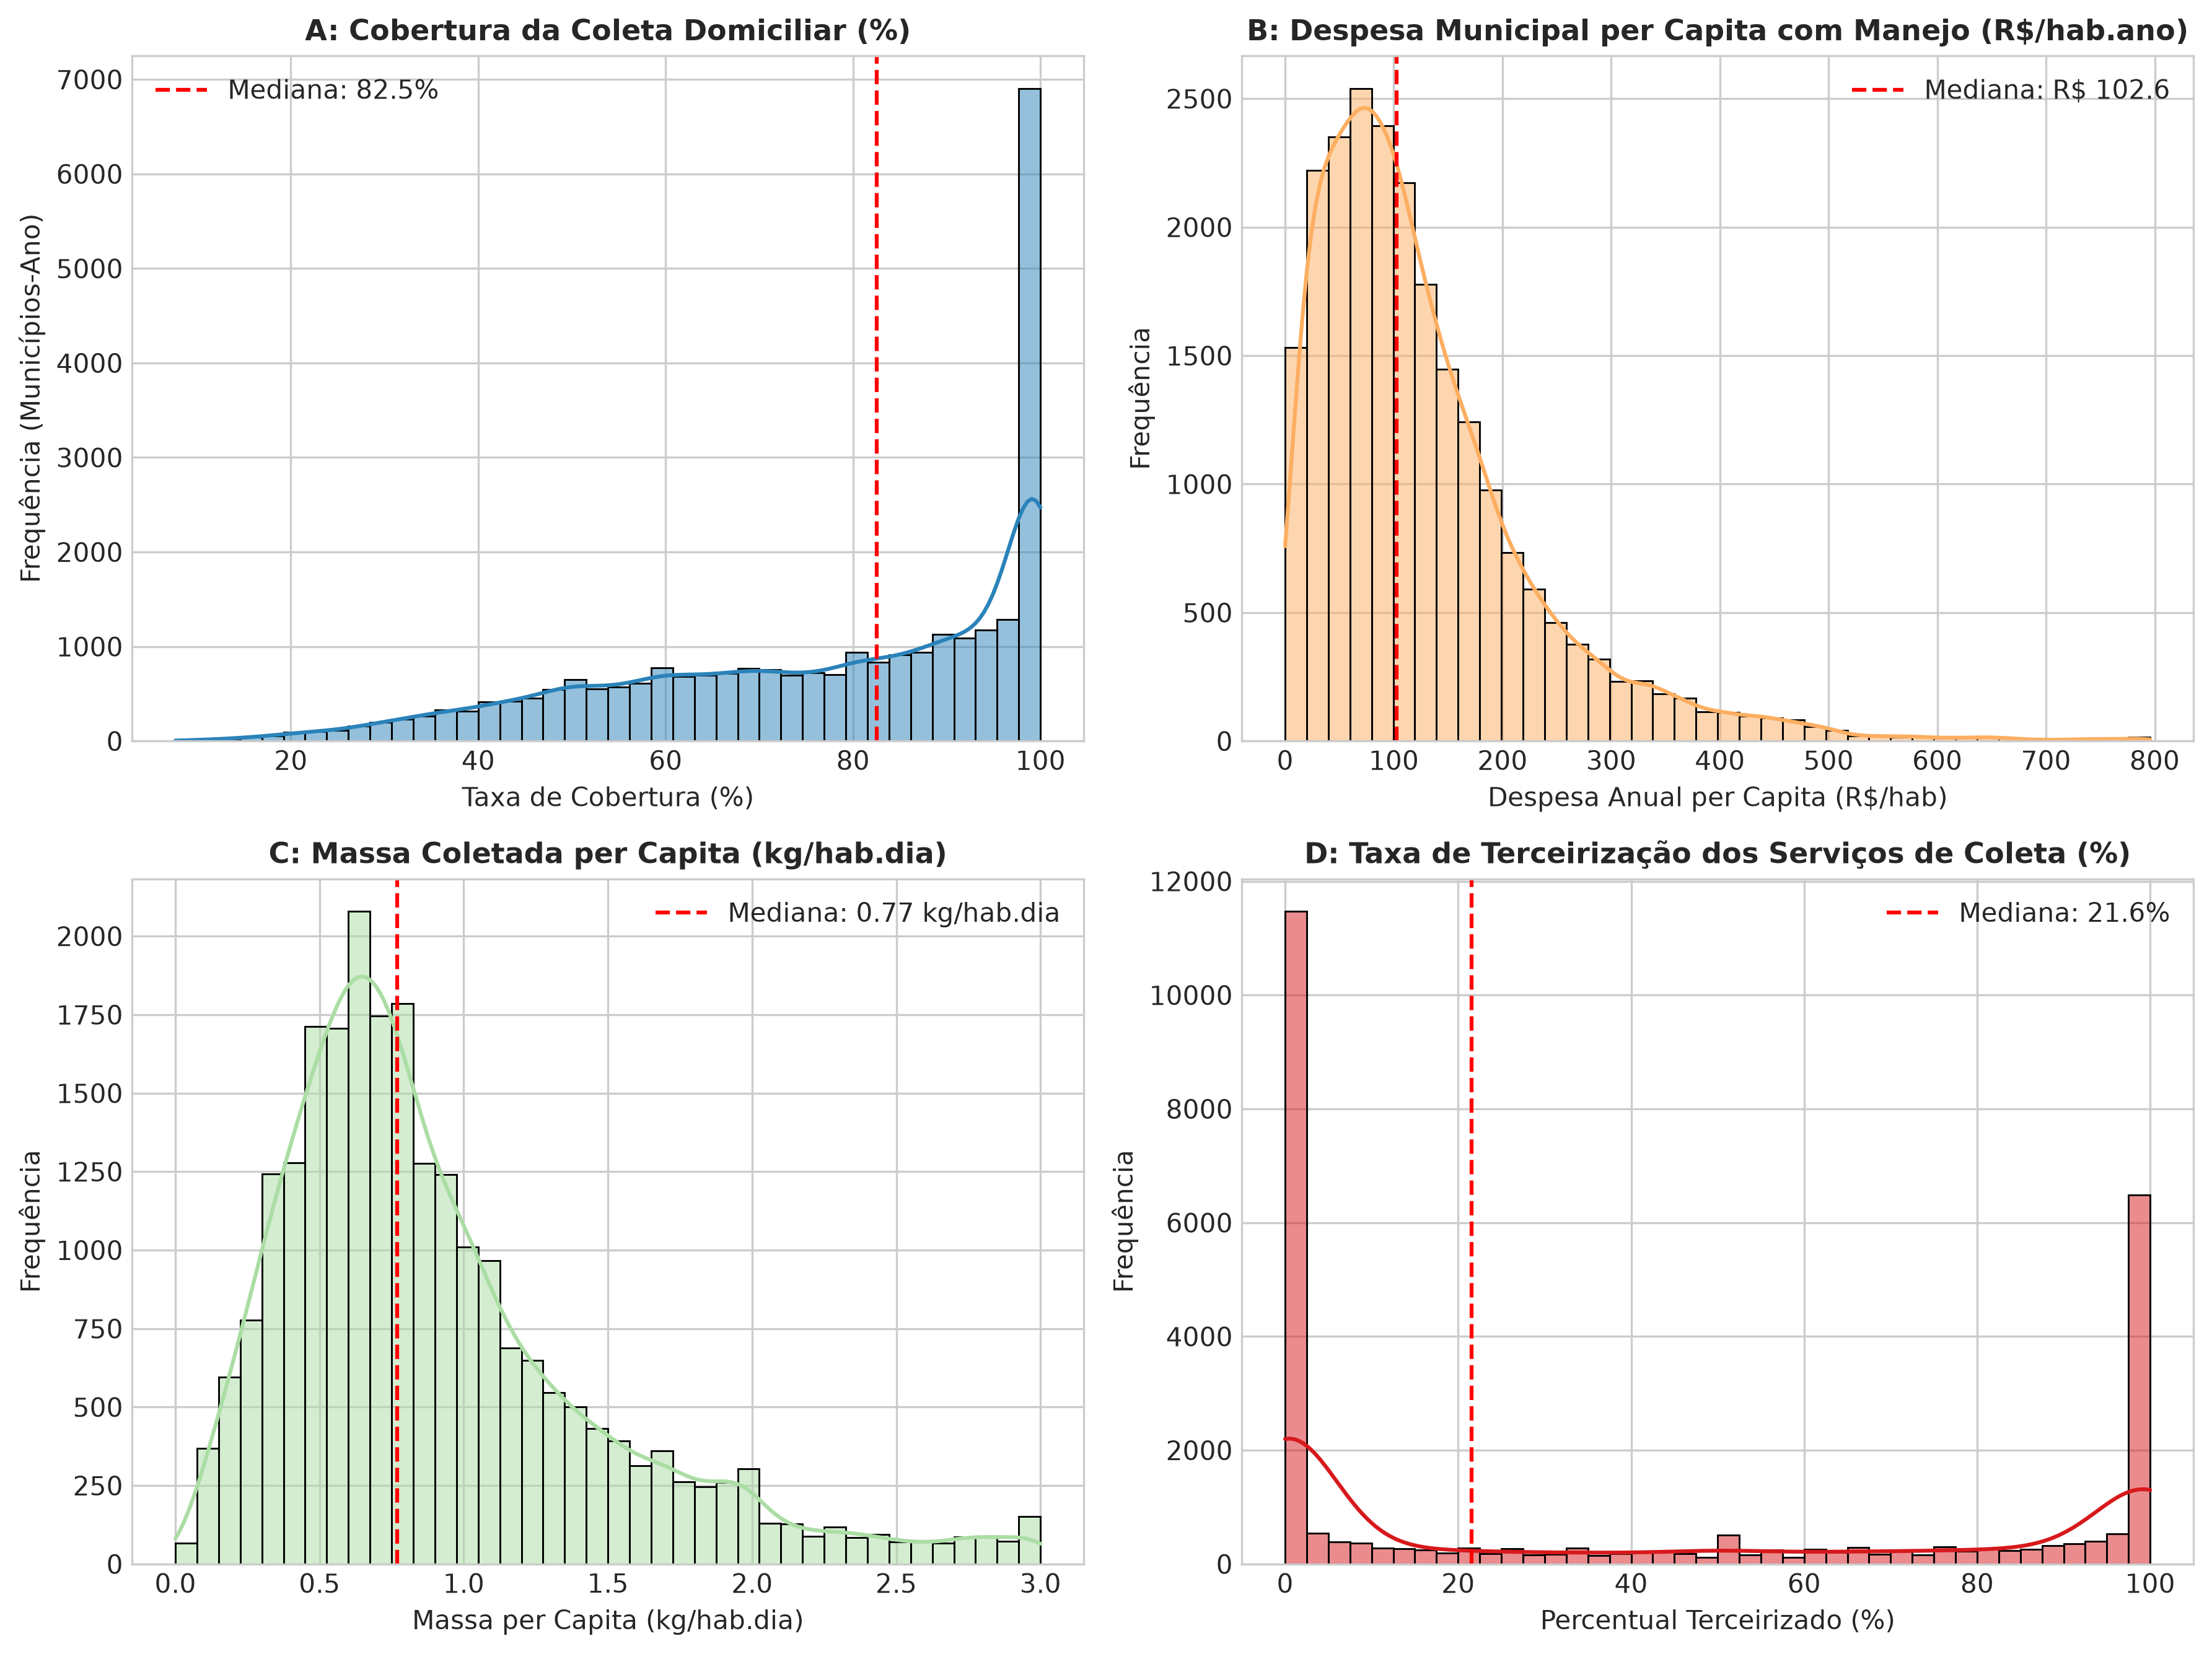 A: Cobertura da Coleta Domiciliar (%)
Mediana: 82.5%
Frequência (Municípios-Ano)
7000
6000
5000
4000
3000
2000
1000
0
20 40 60 80 100
Taxa de Cobertura (%)
B: Despesa Municipal per Capita com Manejo (R$/hab.ano)
Mediana: R$ 102.6
Frequência
2500
2000
1500
1000
500
0
0 100 200 300 400 500 600 700 800
Despesa Anual per Capita (R$/hab)
C: Massa Coletada per Capita (kg/hab.dia)
Mediana: 0.77 kg/hab.dia
Frequência
2000
1750
1500
1250
1000
750
500
250
0
0.0 0.5 1.0 1.5 2.0 2.5 3.0
Massa per Capita (kg/hab.dia)
D: Taxa de Terceirização dos Serviços de Coleta (%)
Mediana: 21.6%
Frequência
12000
10000
8000
6000
4000
2000
0
0 20 40 60 80 100
Percentual Terceirizado (%)